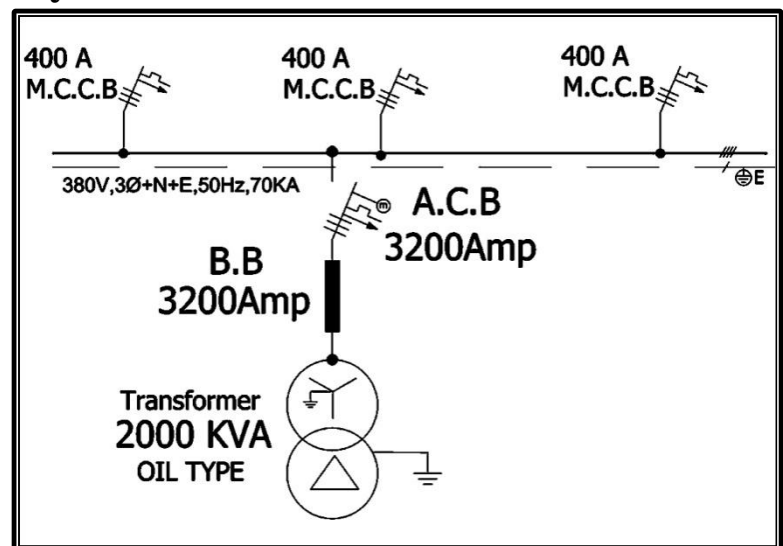 400 A
M.C.C.B
400 A
M.C.C.B
400 A
M.C.C.B
380V,3Ø+N+E,50Hz,70KA
E
m
A.C.B
3200Amp
B.B
3200Amp
Transformer
2000 KVA
OIL TYPE